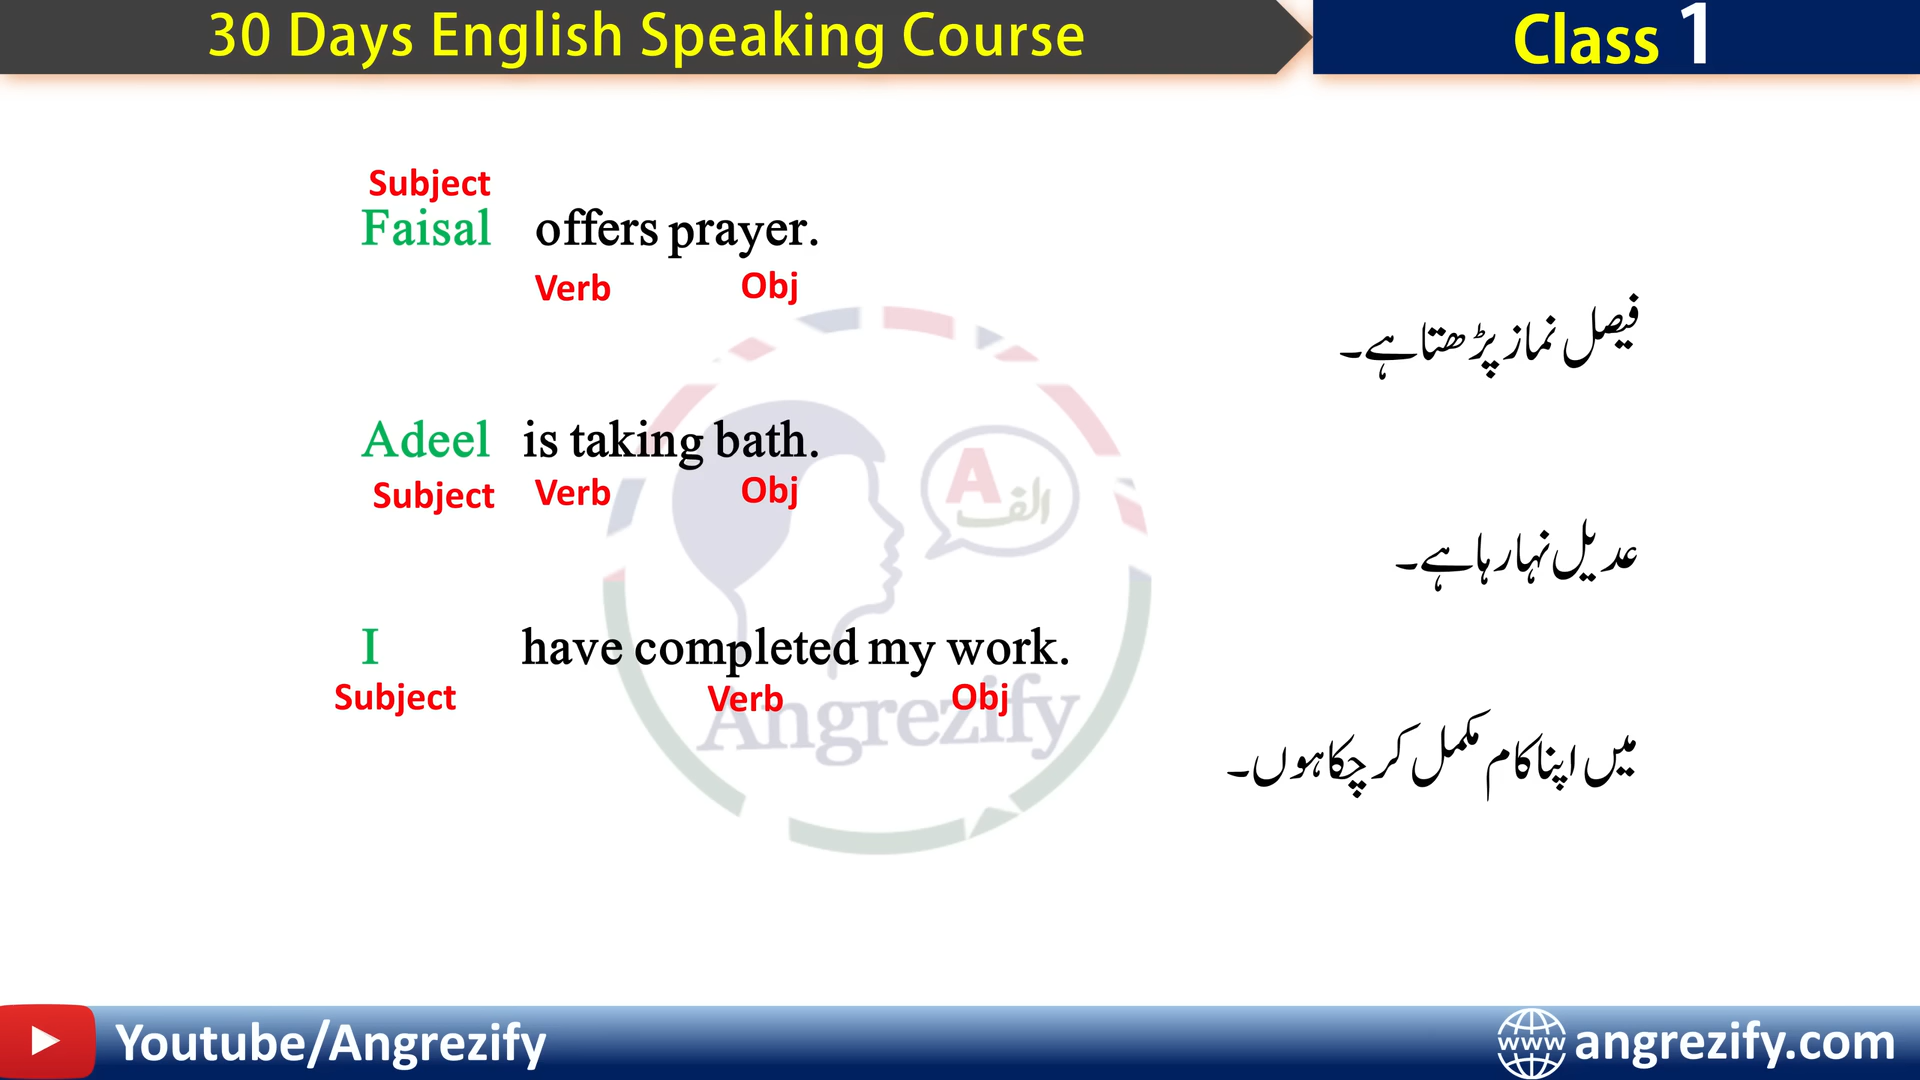 30 Days English Speaking Course
Class 1
Subject
Faisal offers prayer.
Verb Obj
فیصل نماز پڑھتا ہے۔
Adeel is taking bath.
Subject Verb Obj
عدیل نہا رہا ہے۔
I have completed my work.
Subject Verb Obj
میں اپنا کام مکمل کر چکا ہوں۔
A الف
Angrezify
Youtube/Angrezify
www angrezify.com